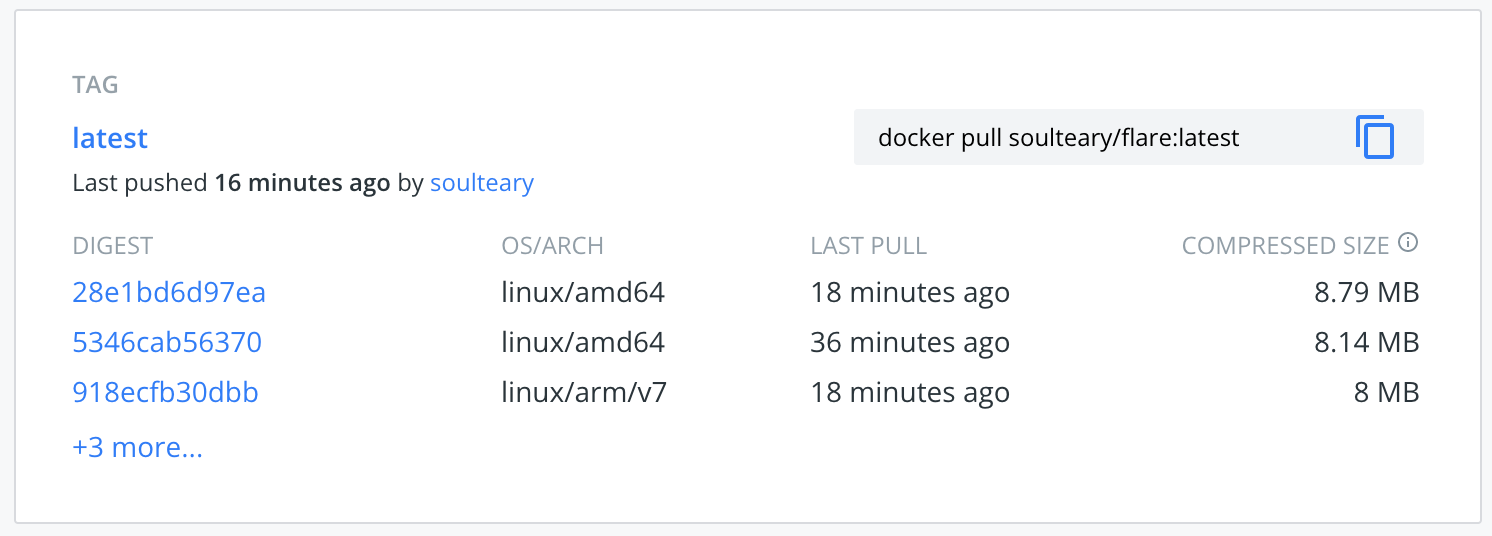 TAG
latest
docker pull soulteary/flare:latest
Last pushed 16 minutes ago by soulteary
DIGEST OS/ARCH LAST PULL COMPRESSED SIZE
28e1bd6d97ea linux/amd64 18 minutes ago 8.79 MB
5346cab56370 linux/amd64 36 minutes ago 8.14 MB
918ecfb30dbb linux/arm/v7 18 minutes ago 8 MB
+3 more...